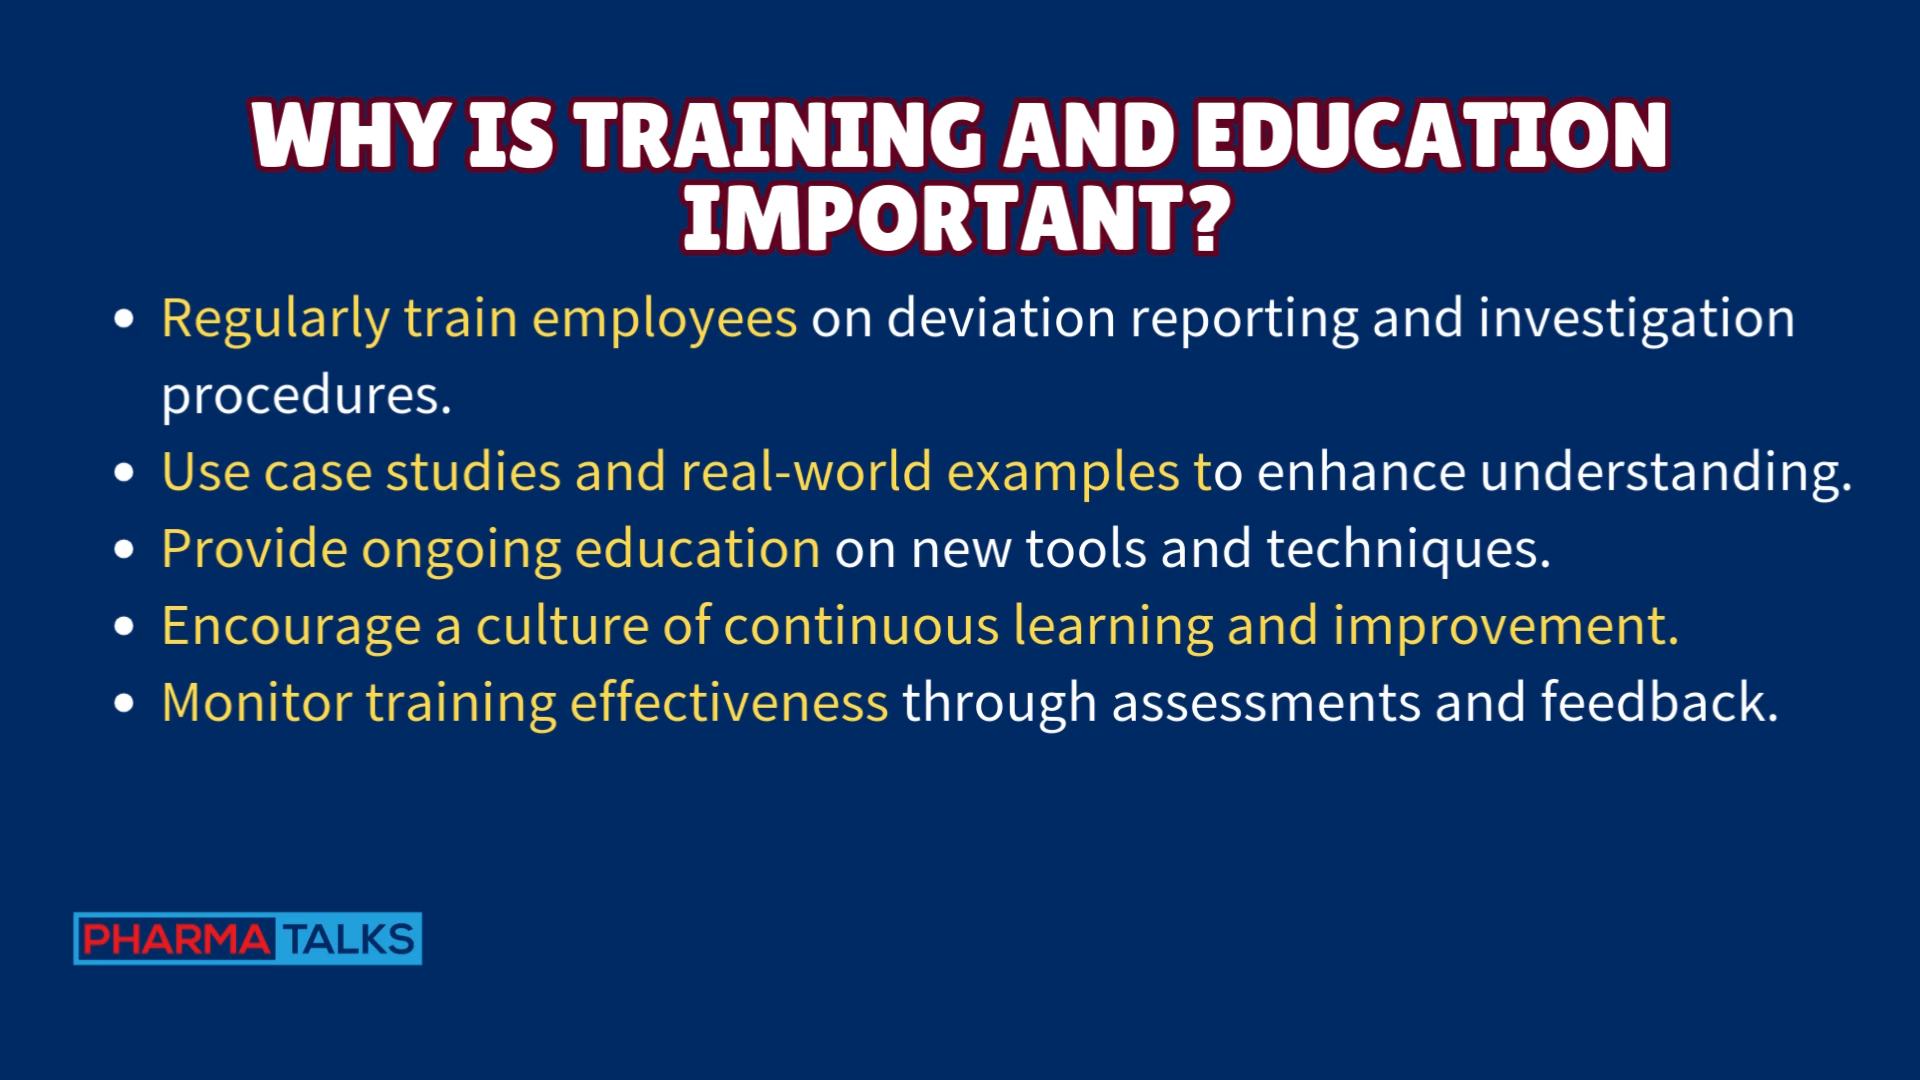 WHY IS TRAINING AND EDUCATION
IMPORTANT?
• Regularly train employees on deviation reporting and investigation
procedures.
• Use case studies and real-world examples to enhance understanding.
• Provide ongoing education on new tools and techniques.
• Encourage a culture of continuous learning and improvement.
• Monitor training effectiveness through assessments and feedback.
PHARMA TALKS